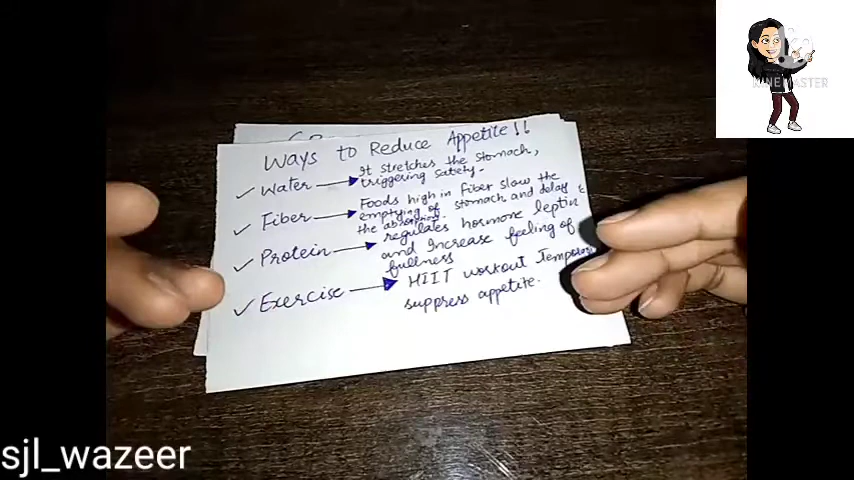 Ways to Reduce Appetite!!
✓ Water → It stretches the stomach,
triggering satiety.
✓ Fiber → Foods high in fiber slow the
emptying of stomach and delay
the absorption.
✓ Protein → regulates hormone leptin
and Increase feeling of
fullness
✓ Exercise → HIIT workout
suppress appetite.
KINEMASTER
sjl_wazeer